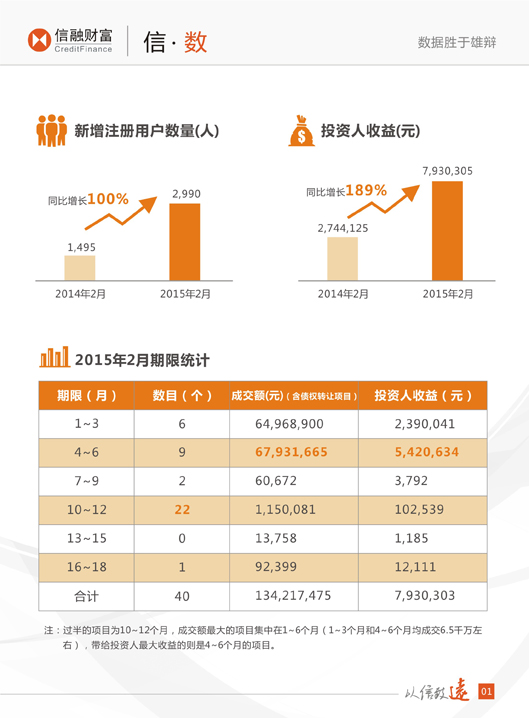 信融财富
CreditFinance
信·数
数据胜于雄辩
新增注册用户数量(人)
同比增长100%
2,990
1,495
2014年2月
2015年2月
投资人收益(元)
7,930,305
同比增长189%
2,744,125
2014年2月
2015年2月
2015年2月期限统计
期限（月） 数目（个） 成交额(元)(含债权转让项目) 投资人收益（元）
1~3 6 64,968,900 2,390,041
4~6 9 67,931,665 5,420,634
7~9 2 60,672 3,792
10~12 22 1,150,081 102,539
13~15 0 13,758 1,185
16~18 1 92,399 12,111
合计 40 134,217,475 7,930,303
注：过半的项目为10~12个月，成交额最大的项目集中在1~6个月（1~3个月和4~6个月均成交6.5千万左
右），带给投资人最大收益的则是4~6个月的项目。
以信致远
01